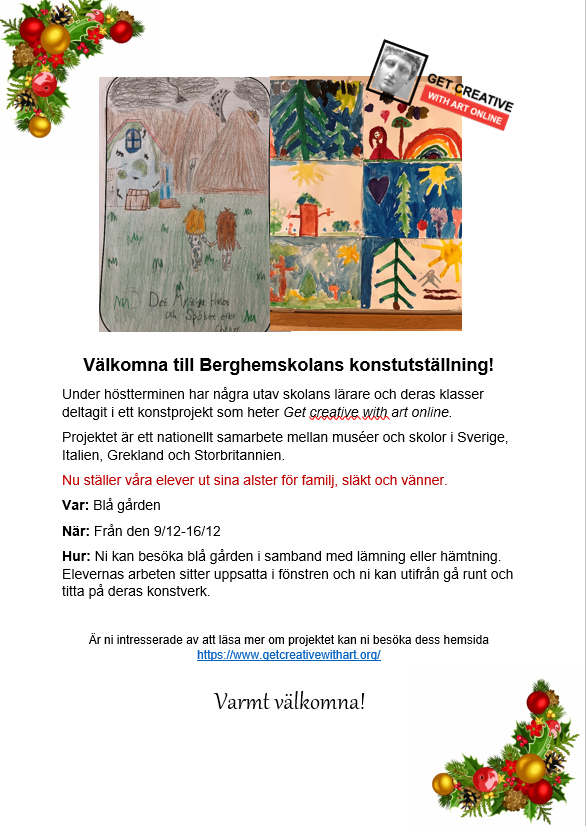 GET CREATIVE
WITH ART ONLINE
Det
och
Välkomna till Berghemskolans konstutställning!
Under höstterminen har några utav skolans lärare och deras klasser
deltagit i ett konstprojekt som heter Get creative with art online.
Projektet är ett nationellt samarbete mellan muséer och skolor i Sverige,
Italien, Grekland och Storbritannien.
Nu ställer våra elever ut sina alster för familj, släkt och vänner.
Var: Blå gården
När: Från den 9/12-16/12
Hur: Ni kan besöka blå gården i samband med lämning eller hämtning.
Elevernas arbeten sitter uppsatta i fönstren och ni kan utifrån gå runt och
titta på deras konstverk.
Är ni intresserade av att läsa mer om projektet kan ni besöka dess hemsida
https://www.getcreativewithart.org/
Varmt välkomna!